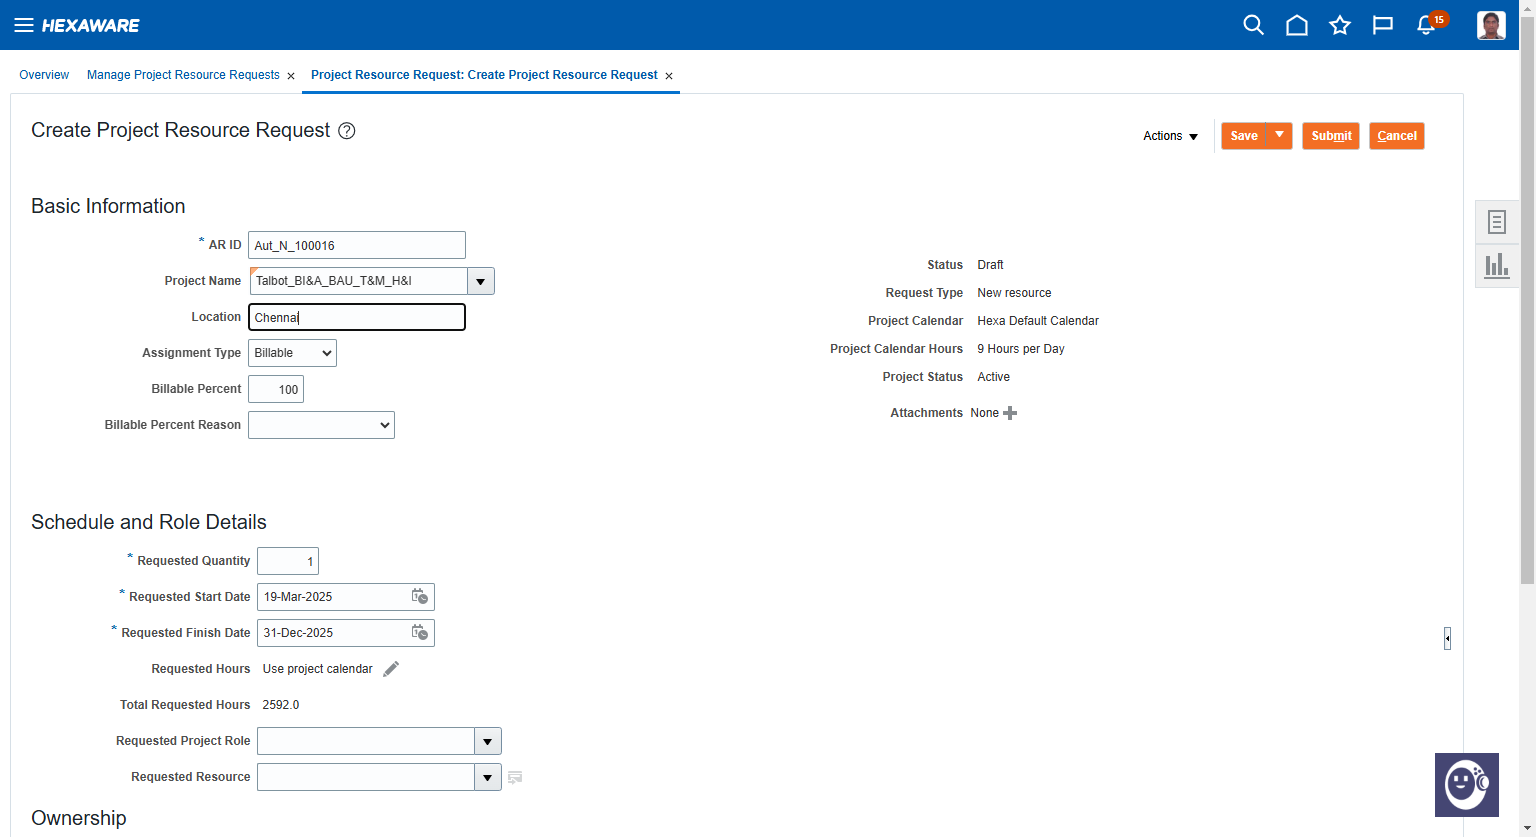 HEXAWARE
15
Overview Manage Project Resource Requests × Project Resource Request: Create Project Resource Request ×
Create Project Resource Request ?
Actions Save Submit Cancel
Basic Information
* AR ID Aut_N_100016
Project Name Talbot_BI&A_BAU_T&M_H&I
Location Chennai
Assignment Type Billable
Billable Percent 100
Billable Percent Reason
Status Draft
Request Type New resource
Project Calendar Hexa Default Calendar
Project Calendar Hours 9 Hours per Day
Project Status Active
Attachments None
Schedule and Role Details
* Requested Quantity 1
* Requested Start Date 19-Mar-2025
* Requested Finish Date 31-Dec-2025
Requested Hours Use project calendar
Total Requested Hours 2592.0
Requested Project Role
Requested Resource
Ownership